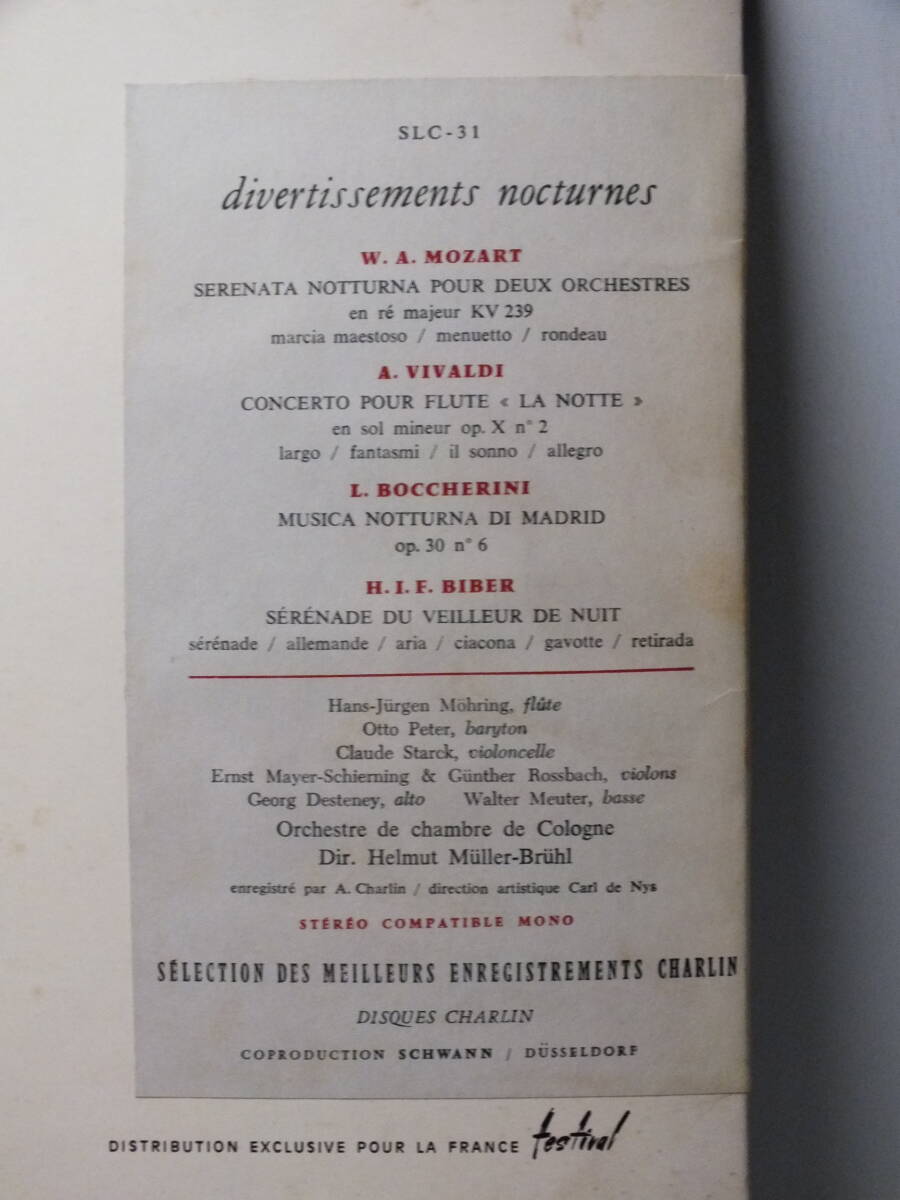 SLC-31
divertissements nocturnes
W. A. MOZART
SERENATA NOTTURNA POUR DEUX ORCHESTRES
en ré majeur KV 239
marcia maestoso / menuetto / rondeau
A. VIVALDI
CONCERTO POUR FLUTE « LA NOTTE »
en sol mineur op. X n° 2
largo / fantasmi / il sonno / allegro
L. BOCCHERINI
MUSICA NOTTURNA DI MADRID
op. 30 n° 6
H. I. F. BIBER
SÉRÉNADE DU VEILLEUR DE NUIT
sérénade / allemande / aria / ciacona / gavotte / retirada
Hans-Jürgen Möhring, flûte
Otto Peter, baryton
Claude Starck, violoncelle
Ernst Mayer-Schierning & Günther Rossbach, violons
Georg Desteney, alto Walter Meuter, basse
Orchestre de chambre de Cologne
Dir. Helmut Müller-Brühl
enregistré par A. Charlin / direction artistique Carl de Nys
STÉRÉO COMPATIBLE MONO
SÉLECTION DES MEILLEURS ENREGISTREMENTS CHARLIN
DISQUES CHARLIN
COPRODUCTION SCHWANN / DÜSSELDORF
DISTRIBUTION EXCLUSIVE POUR LA FRANCE festival